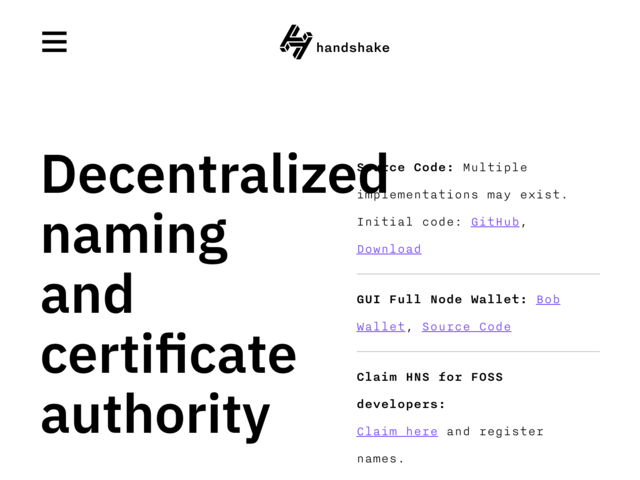 handshake
Decentralized
naming
and
certificate
authority
Source Code: Multiple
implementations may exist.
Initial code: GitHub,
Download
GUI Full Node Wallet: Bob
Wallet, Source Code
Claim HNS for FOSS
developers:
Claim here and register
names.